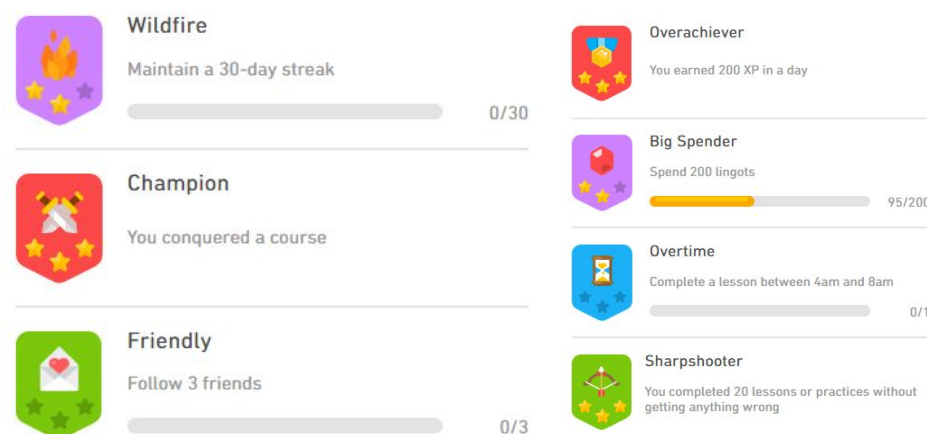 Wildfire
Maintain a 30-day streak
0/30
Champion
You conquered a course
Friendly
Follow 3 friends
0/3
Overachiever
You earned 200 XP in a day
Big Spender
Spend 200 lingots
95/200
Overtime
Complete a lesson between 4am and 8am
0/1
Sharpshooter
You completed 20 lessons or practices without
getting anything wrong